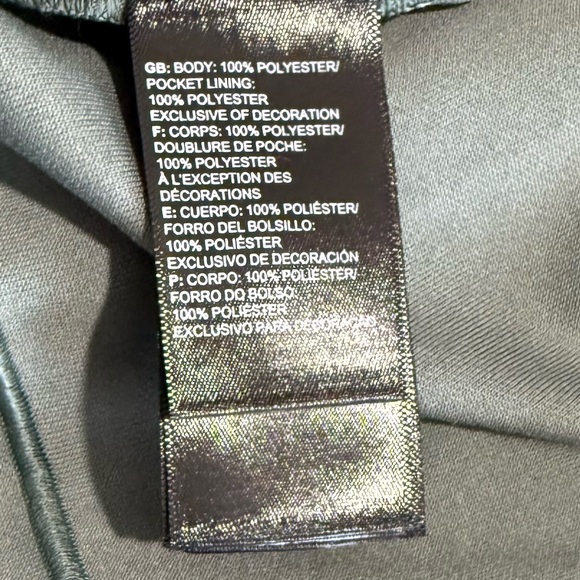 GB: BODY: 100% POLYESTER/
POCKET LINING:
100% POLYESTER
EXCLUSIVE OF DECORATION
F: CORPS: 100% POLYESTER/
DOUBLURE DE POCHE:
100% POLYESTER
À L'EXCEPTION DES
DÉCORATIONS
E: CUERPO: 100% POLIÉSTER/
FORRO DEL BOLSILLO:
100% POLIÉSTER
EXCLUSIVO DE DECORACIÓN
P: CORPO: 100% POLIÉSTER/
FORRO DO BOLSO:
100% POLIÉSTER
EXCLUSIVO PARA